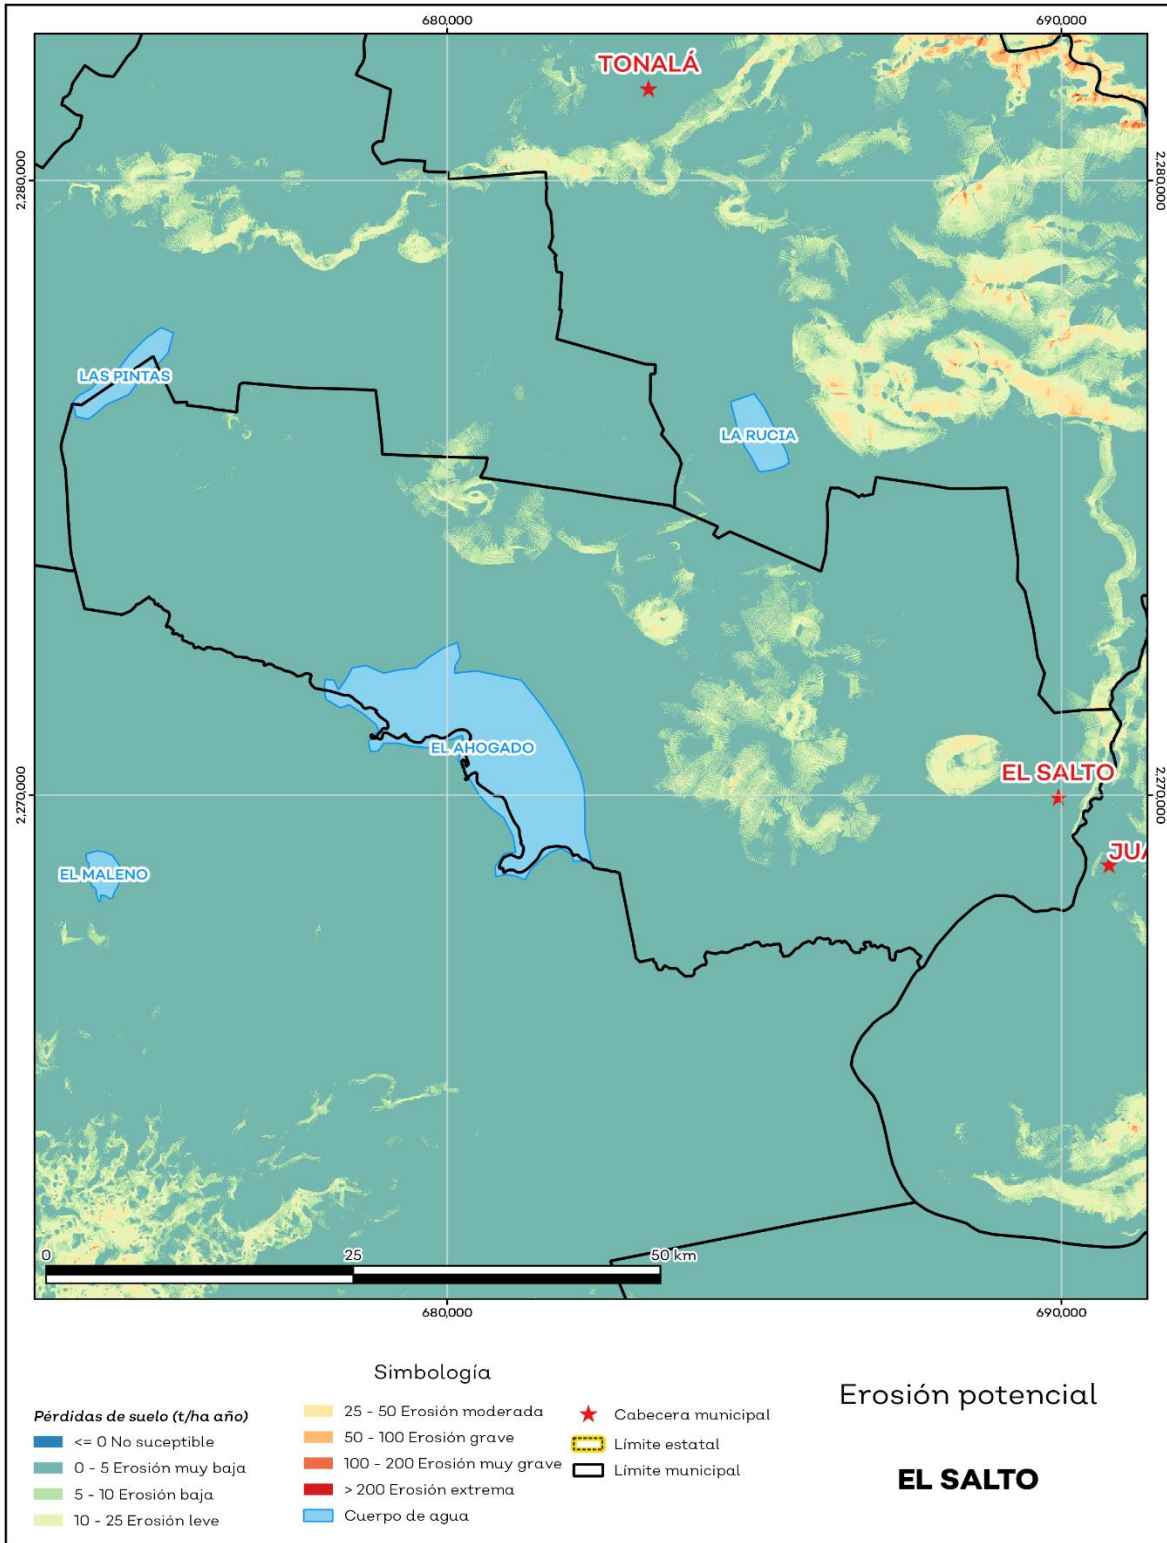 680,000
690,000
TONALÁ
2,280,000
2,280,000
LAS PINTAS
LA RUCIA
EL AHOGADO
EL SALTO
2,270,000
2,270,000
JUA
EL MALENO
0 25 50 km
680,000
690,000
Simbología
Pérdidas de suelo (t/ha año)
<= 0 No suceptible
0 - 5 Erosión muy baja
5 - 10 Erosión baja
10 - 25 Erosión leve
25 - 50 Erosión moderada
50 - 100 Erosión grave
100 - 200 Erosión muy grave
> 200 Erosión extrema
Cuerpo de agua
Cabecera municipal
Límite estatal
Límite municipal
Erosión potencial
EL SALTO